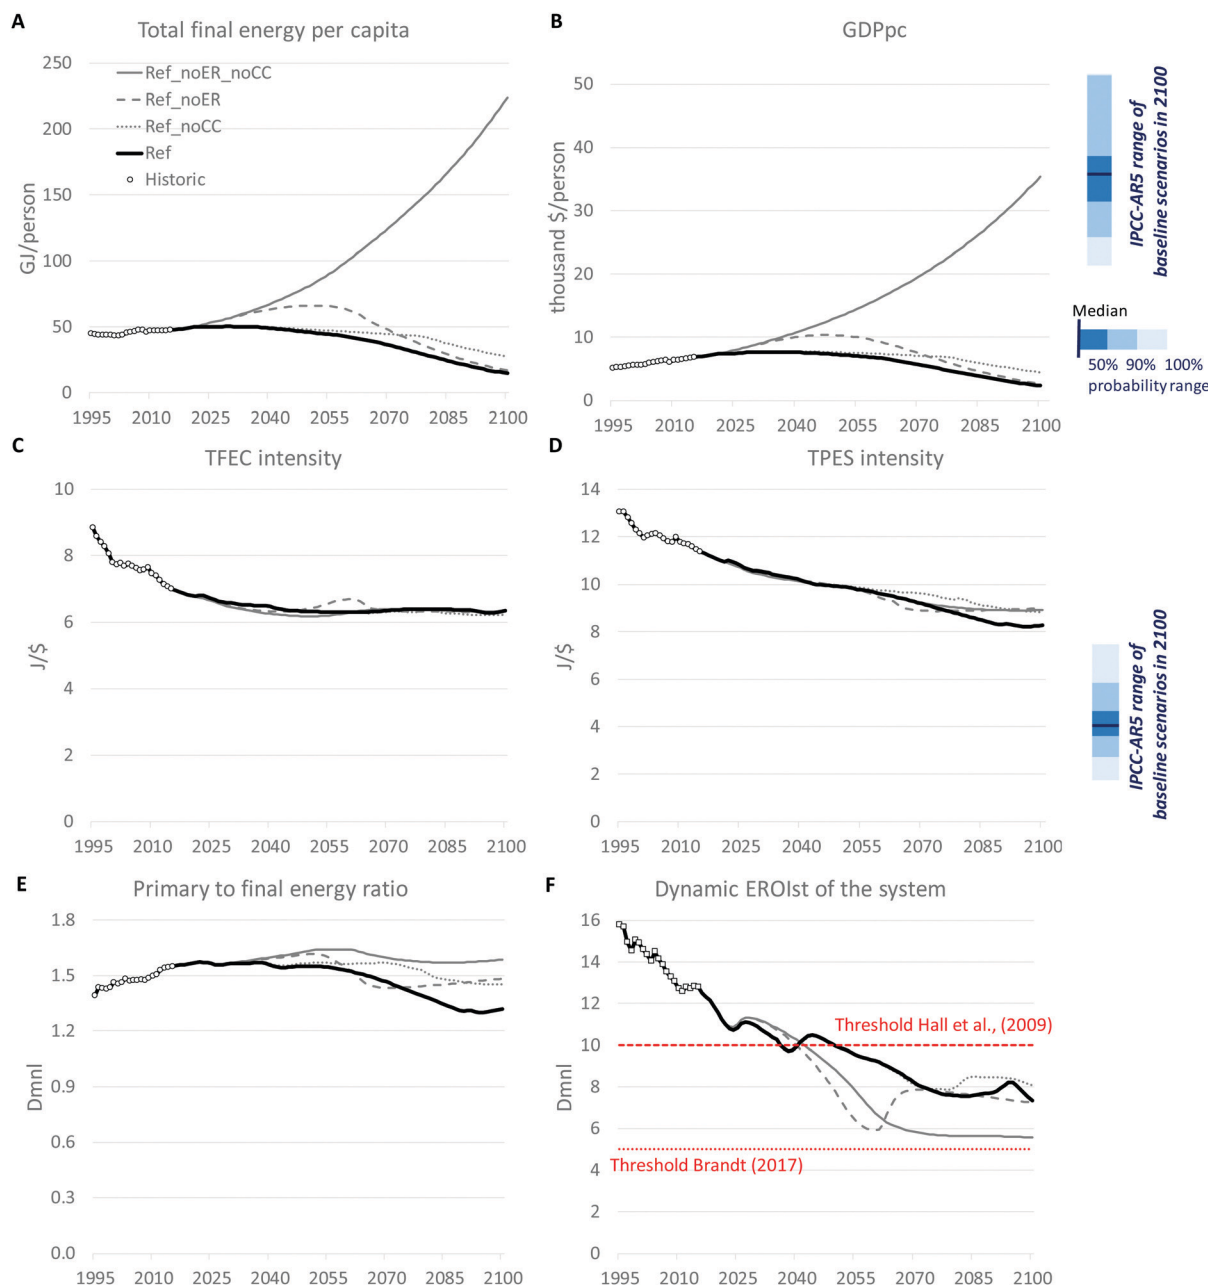 A
Total final energy per capita
250
200
150
100
50
0
GJ/person
Ref_noER_noCC
Ref_noER
Ref_noCC
Ref
Historic
1995 2010 2025 2040 2055 2070 2085 2100
B
GDPpc
50
40
30
20
10
0
thousand $/person
1995 2010 2025 2040 2055 2070 2085 2100
IPCC-AR5 range of
baseline scenarios in 2100
Median
50% 90% 100%
probability range
C
TFEC intensity
10
8
6
4
2
0
J/$
1995 2010 2025 2040 2055 2070 2085 2100
D
TPES intensity
14
12
10
8
6
4
2
0
J/$
1995 2010 2025 2040 2055 2070 2085 2100
IPCC-AR5 range of
baseline scenarios in 2100
E
Primary to final energy ratio
1.8
1.5
1.2
0.9
0.6
0.3
0.0
Dmnl
1995 2010 2025 2040 2055 2070 2085 2100
F
Dynamic EROIst of the system
16
14
12
10
8
6
4
2
0
Dmnl
Threshold Hall et al., (2009)
Threshold Brandt (2017)
1995 2010 2025 2040 2055 2070 2085 2100